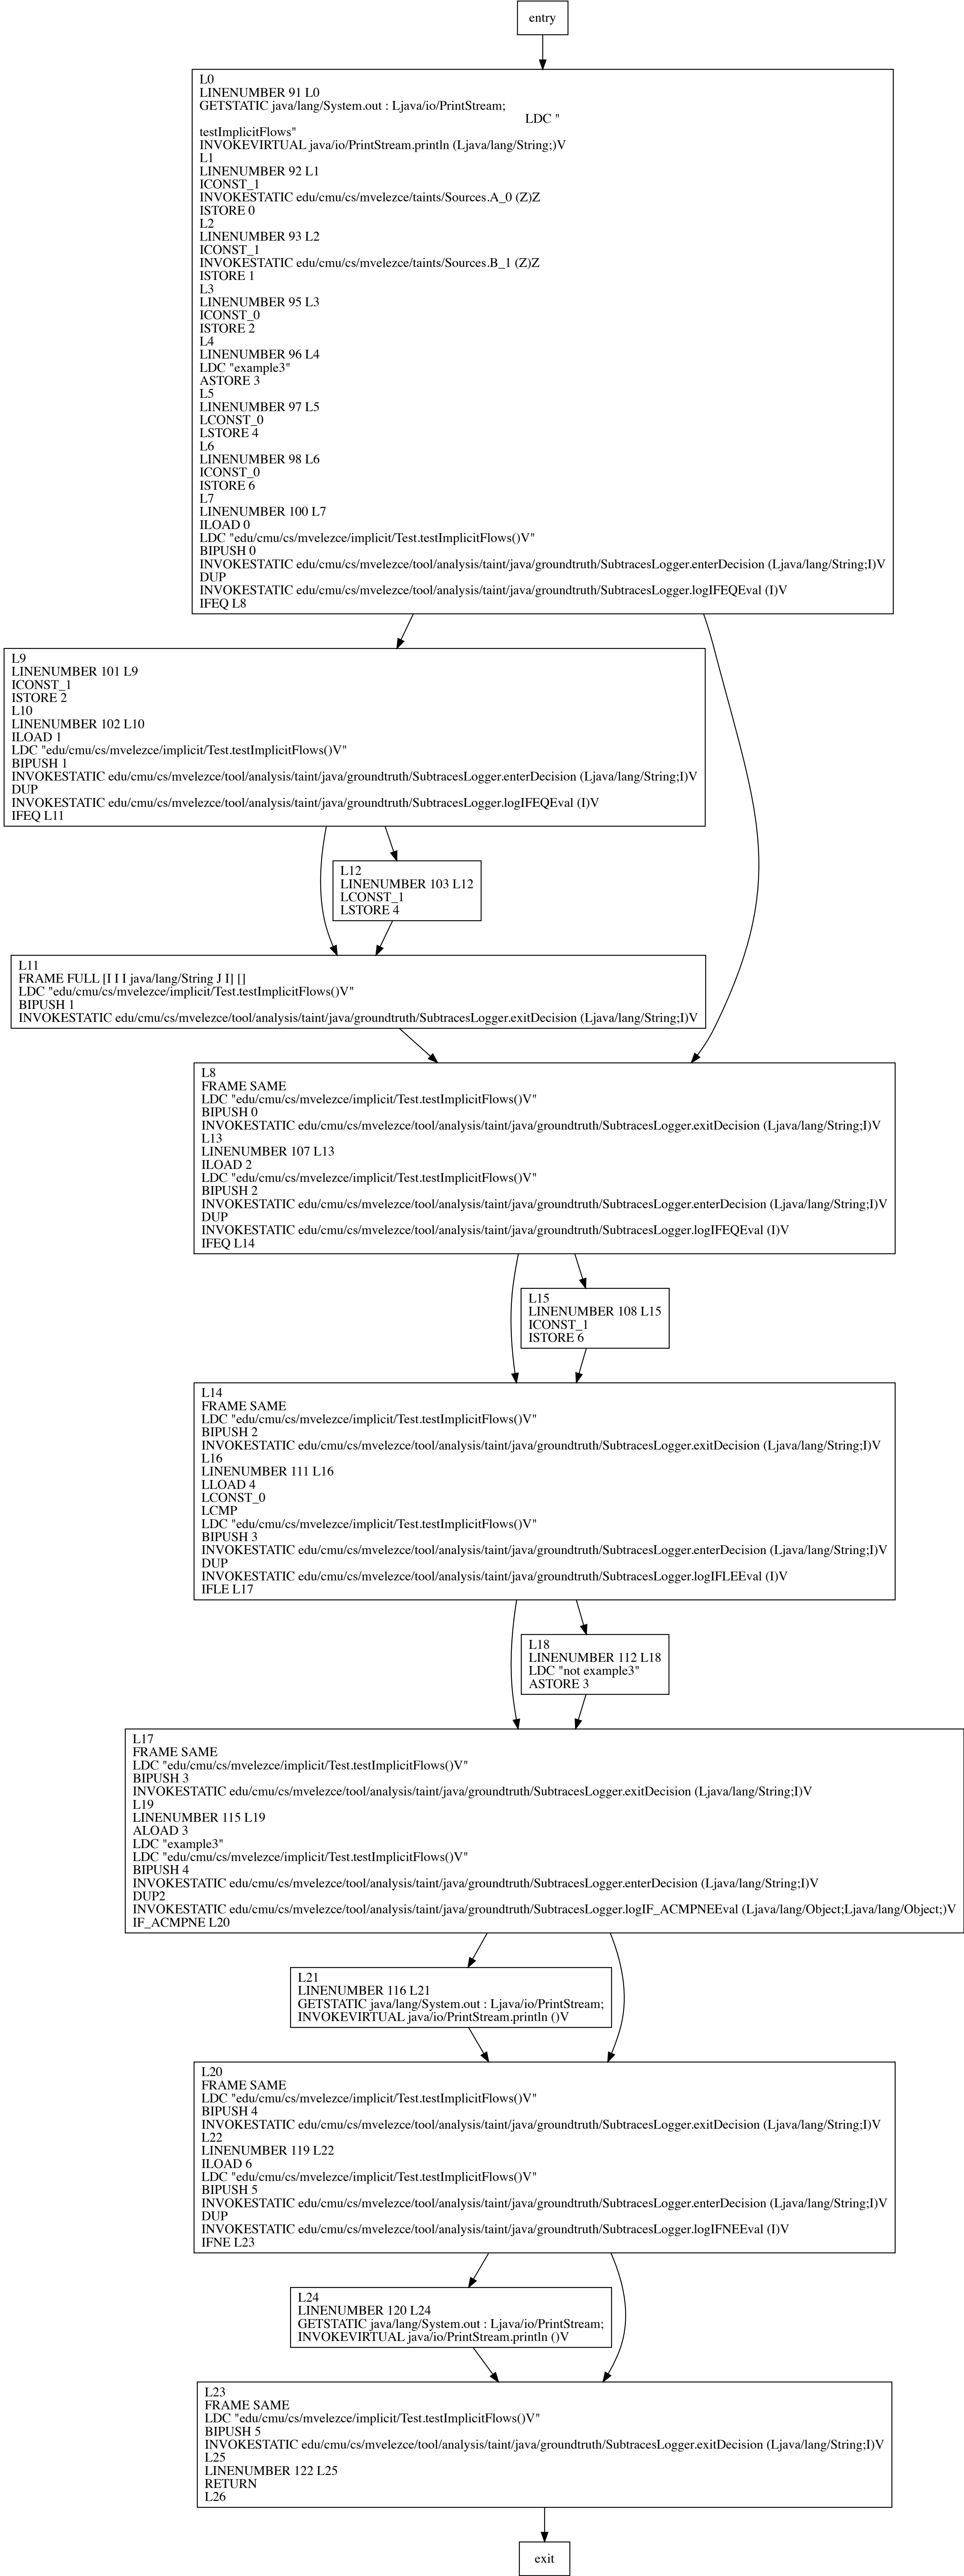 entry
L0
LINENUMBER 91 L0
GETSTATIC java/lang/System.out : Ljava/io/PrintStream;
LDC "
testImplicitFlows"
INVOKEVIRTUAL java/io/PrintStream.println (Ljava/lang/String;)V
L1
LINENUMBER 92 L1
ICONST_1
INVOKESTATIC edu/cmu/cs/mvelezce/taints/Sources.A_0 (Z)Z
ISTORE 0
L2
LINENUMBER 93 L2
ICONST_1
INVOKESTATIC edu/cmu/cs/mvelezce/taints/Sources.B_1 (Z)Z
ISTORE 1
L3
LINENUMBER 95 L3
ICONST_0
ISTORE 2
L4
LINENUMBER 96 L4
LDC "example3"
ASTORE 3
L5
LINENUMBER 97 L5
LCONST_0
LSTORE 4
L6
LINENUMBER 98 L6
ICONST_0
ISTORE 6
L7
LINENUMBER 100 L7
ILOAD 0
LDC "edu/cmu/cs/mvelezce/implicit/Test.testImplicitFlows()V"
BIPUSH 0
INVOKESTATIC edu/cmu/cs/mvelezce/tool/analysis/taint/java/groundtruth/SubtracesLogger.enterDecision (Ljava/lang/String;I)V
DUP
INVOKESTATIC edu/cmu/cs/mvelezce/tool/analysis/taint/java/groundtruth/SubtracesLogger.logIFEQEval (I)V
IFEQ L8
L9
LINENUMBER 101 L9
ICONST_1
ISTORE 2
L10
LINENUMBER 102 L10
ILOAD 1
LDC "edu/cmu/cs/mvelezce/implicit/Test.testImplicitFlows()V"
BIPUSH 1
INVOKESTATIC edu/cmu/cs/mvelezce/tool/analysis/taint/java/groundtruth/SubtracesLogger.enterDecision (Ljava/lang/String;I)V
DUP
INVOKESTATIC edu/cmu/cs/mvelezce/tool/analysis/taint/java/groundtruth/SubtracesLogger.logIFEQEval (I)V
IFEQ L11
L12
LINENUMBER 103 L12
LCONST_1
LSTORE 4
L11
FRAME FULL [I I I java/lang/String J I] []
LDC "edu/cmu/cs/mvelezce/implicit/Test.testImplicitFlows()V"
BIPUSH 1
INVOKESTATIC edu/cmu/cs/mvelezce/tool/analysis/taint/java/groundtruth/SubtracesLogger.exitDecision (Ljava/lang/String;I)V
L8
FRAME SAME
LDC "edu/cmu/cs/mvelezce/implicit/Test.testImplicitFlows()V"
BIPUSH 0
INVOKESTATIC edu/cmu/cs/mvelezce/tool/analysis/taint/java/groundtruth/SubtracesLogger.exitDecision (Ljava/lang/String;I)V
L13
LINENUMBER 107 L13
ILOAD 2
LDC "edu/cmu/cs/mvelezce/implicit/Test.testImplicitFlows()V"
BIPUSH 2
INVOKESTATIC edu/cmu/cs/mvelezce/tool/analysis/taint/java/groundtruth/SubtracesLogger.enterDecision (Ljava/lang/String;I)V
DUP
INVOKESTATIC edu/cmu/cs/mvelezce/tool/analysis/taint/java/groundtruth/SubtracesLogger.logIFEQEval (I)V
IFEQ L14
L15
LINENUMBER 108 L15
ICONST_1
ISTORE 6
L14
FRAME SAME
LDC "edu/cmu/cs/mvelezce/implicit/Test.testImplicitFlows()V"
BIPUSH 2
INVOKESTATIC edu/cmu/cs/mvelezce/tool/analysis/taint/java/groundtruth/SubtracesLogger.exitDecision (Ljava/lang/String;I)V
L16
LINENUMBER 111 L16
LLOAD 4
LCONST_0
LCMP
LDC "edu/cmu/cs/mvelezce/implicit/Test.testImplicitFlows()V"
BIPUSH 3
INVOKESTATIC edu/cmu/cs/mvelezce/tool/analysis/taint/java/groundtruth/SubtracesLogger.enterDecision (Ljava/lang/String;I)V
DUP
INVOKESTATIC edu/cmu/cs/mvelezce/tool/analysis/taint/java/groundtruth/SubtracesLogger.logIFLEEval (I)V
IFLE L17
L18
LINENUMBER 112 L18
LDC "not example3"
ASTORE 3
L17
FRAME SAME
LDC "edu/cmu/cs/mvelezce/implicit/Test.testImplicitFlows()V"
BIPUSH 3
INVOKESTATIC edu/cmu/cs/mvelezce/tool/analysis/taint/java/groundtruth/SubtracesLogger.exitDecision (Ljava/lang/String;I)V
L19
LINENUMBER 115 L19
ALOAD 3
LDC "example3"
LDC "edu/cmu/cs/mvelezce/implicit/Test.testImplicitFlows()V"
BIPUSH 4
INVOKESTATIC edu/cmu/cs/mvelezce/tool/analysis/taint/java/groundtruth/SubtracesLogger.enterDecision (Ljava/lang/String;I)V
DUP2
INVOKESTATIC edu/cmu/cs/mvelezce/tool/analysis/taint/java/groundtruth/SubtracesLogger.logIF_ACMPNEEval (Ljava/lang/Object;Ljava/lang/Object;)V
IF_ACMPNE L20
L21
LINENUMBER 116 L21
GETSTATIC java/lang/System.out : Ljava/io/PrintStream;
INVOKEVIRTUAL java/io/PrintStream.println ()V
L20
FRAME SAME
LDC "edu/cmu/cs/mvelezce/implicit/Test.testImplicitFlows()V"
BIPUSH 4
INVOKESTATIC edu/cmu/cs/mvelezce/tool/analysis/taint/java/groundtruth/SubtracesLogger.exitDecision (Ljava/lang/String;I)V
L22
LINENUMBER 119 L22
ILOAD 6
LDC "edu/cmu/cs/mvelezce/implicit/Test.testImplicitFlows()V"
BIPUSH 5
INVOKESTATIC edu/cmu/cs/mvelezce/tool/analysis/taint/java/groundtruth/SubtracesLogger.enterDecision (Ljava/lang/String;I)V
DUP
INVOKESTATIC edu/cmu/cs/mvelezce/tool/analysis/taint/java/groundtruth/SubtracesLogger.logIFNEEval (I)V
IFNE L23
L24
LINENUMBER 120 L24
GETSTATIC java/lang/System.out : Ljava/io/PrintStream;
INVOKEVIRTUAL java/io/PrintStream.println ()V
L23
FRAME SAME
LDC "edu/cmu/cs/mvelezce/implicit/Test.testImplicitFlows()V"
BIPUSH 5
INVOKESTATIC edu/cmu/cs/mvelezce/tool/analysis/taint/java/groundtruth/SubtracesLogger.exitDecision (Ljava/lang/String;I)V
L25
LINENUMBER 122 L25
RETURN
L26
exit